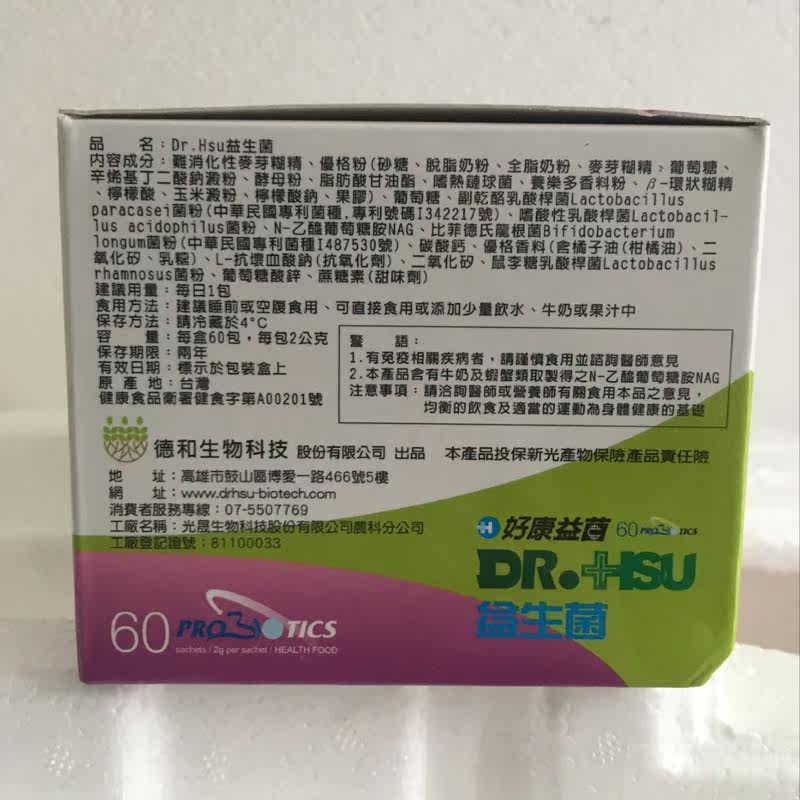 品　　名：Dr.Hsu益生菌
內容成分：難消化性麥芽糊精、優格粉(砂糖、脫脂奶粉、全脂奶粉、麥芽糊精、葡萄糖、
辛烯基丁二酸鈉澱粉、酵母粉、脂肪酸甘油酯、嗜熱鏈球菌、養樂多香料粉、β-環狀糊精
、檸檬酸、玉米澱粉、檸檬酸鈉、果膠)、葡萄糖、副乾酪乳酸桿菌Lactobacillus
paracasei菌粉(中華民國專利菌種,專利號碼I342217號)、嗜酸性乳酸桿菌Lactobacil-
lus acidophilus菌粉、N-乙醯葡萄糖胺NAG、比菲德氏龍根菌Bifidobacterium
longum菌粉(中華民國專利菌種I487530號)、碳酸鈣、優格香料(含橘子油(柑橘油)、二
氧化矽、乳糖)、L-抗壞血酸鈉(抗氧化劑)、二氧化矽、鼠李糖乳酸桿菌Lactobacillus
rhamnosus菌粉、葡萄糖酸鋅、蔗糖素(甜味劑)
建議用量：每日1包
食用方法：建議睡前或空腹食用、可直接食用或添加少量飲水、牛奶或果汁中
保存方法：請冷藏於4°C
容　　量：每盒60包，每包2公克
保存期限：兩年
有效日期：標示於包裝盒上
原 產 地：台灣
健康食品衛署健食字第A00201號
警　　語：
1.有免疫相關疾病者，請謹慎食用並諮詢醫師意見
2.本產品含有牛奶及蝦蟹類取製得之N-乙醯葡萄糖胺NAG
注意事項：請洽詢醫師或營養師有關食用本品之意見，
均衡的飲食及適當的運動為身體健康的基礎
德和生物科技 股份有限公司 出品　本產品投保新光產物保險產品責任險
地　　址：高雄市鼓山區博愛一路466號5樓
網　　址：www.drhsu-biotech.com
消費者服務專線：07-5507769
工廠名稱：光晟生物科技股份有限公司農科分公司
工廠登記證號：81100033
好康益菌 60 PROBIOTICS
DR.HSU
益生菌
60 PROBIOTICS
sachets / 2g per sachet / HEALTH FOOD